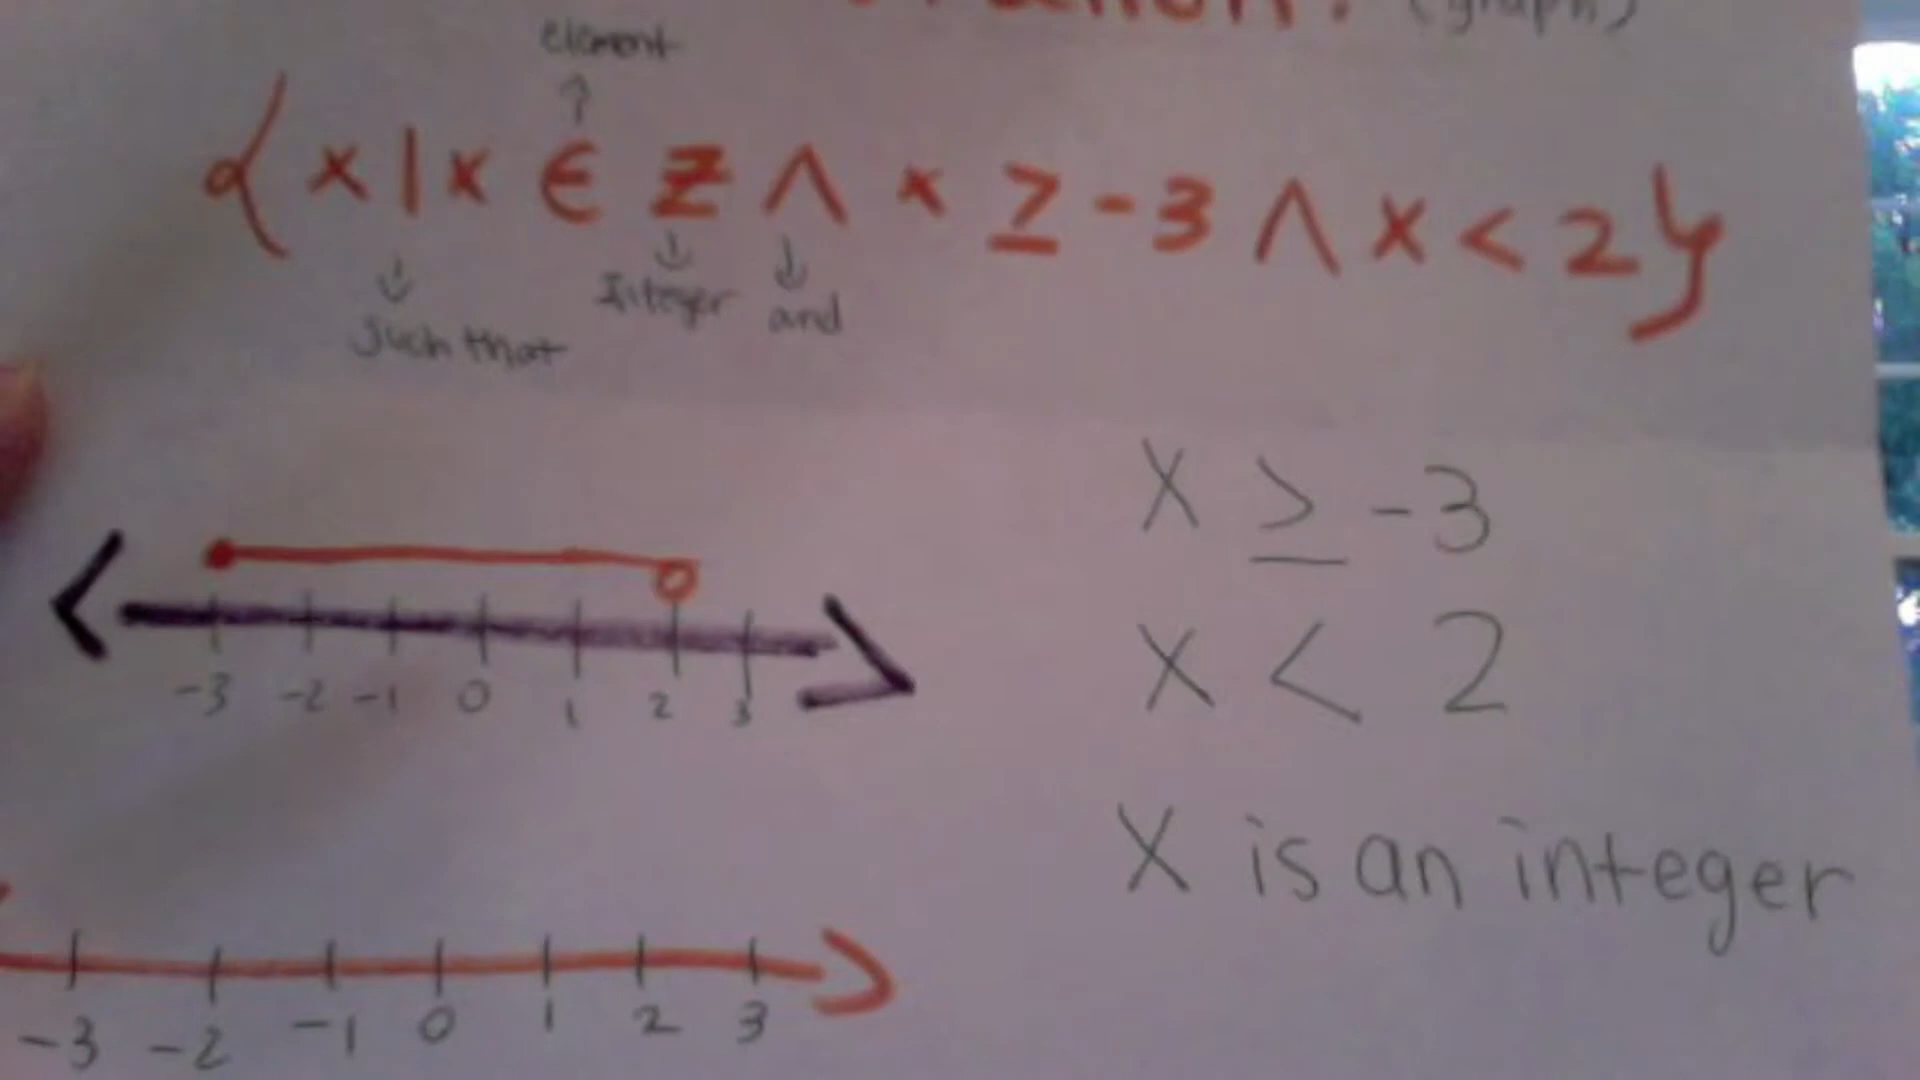 (graph)
element
{x|x ∈ Z ∧ x ≥ -3 ∧ x < 2}
Integer and
such that
x ≥ -3
-3 -2 -1 0 1 2 3
x < 2
x is an integer
-3 -2 -1 0 1 2 3